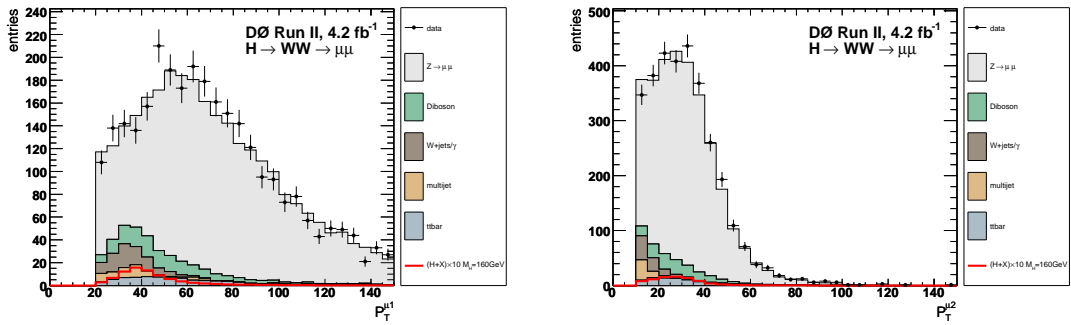 entries
240
220
200
180
160
140
120
100
80
60
40
20
0
0 20 40 60 80 100 120 140
P_T^μ1
DØ Run II, 4.2 fb⁻¹
H → WW → μμ
data
Z→μμ
Diboson
W+jets/γ
multijet
ttbar
(H+X)×10 M_H=160GeV
entries
500
400
300
200
100
0
0 20 40 60 80 100 120 140
P_T^μ2
DØ Run II, 4.2 fb⁻¹
H → WW → μμ
data
Z→μμ
Diboson
W+jets/γ
multijet
ttbar
(H+X)×10 M_H=160GeV